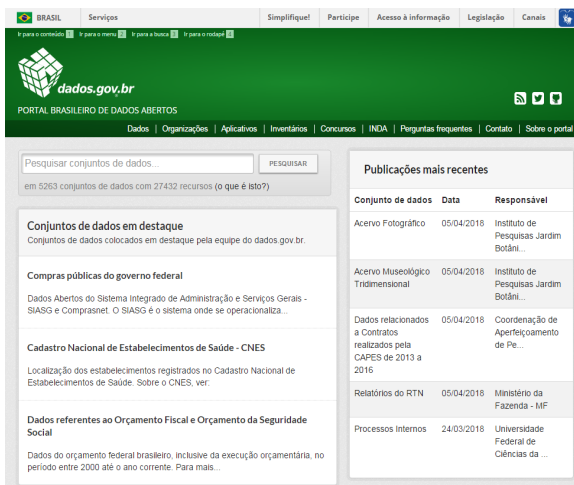 BRASIL Serviços Simplifique! Participe Acesso à informação Legislação Canais
Ir para o conteúdo 1 Ir para o menu 2 Ir para a busca 3 Ir para o rodapé 4
dados.gov.br
PORTAL BRASILEIRO DE DADOS ABERTOS
Dados | Organizações | Aplicativos | Inventários | Concursos | INDA | Perguntas frequentes | Contato | Sobre o portal
Pesquisar conjuntos de dados... PESQUISAR
em 5263 conjuntos de dados com 27432 recursos (o que é isto?)
Conjuntos de dados em destaque
Conjuntos de dados colocados em destaque pela equipe do dados.gov.br.
Compras públicas do governo federal
Dados Abertos do Sistema Integrado de Administração e Serviços Gerais -
SIASG e Comprasnet. O SIASG é o sistema onde se operacionaliza...
Cadastro Nacional de Estabelecimentos de Saúde - CNES
Localização dos estabelecimentos registrados no Cadastro Nacional de
Estabelecimentos de Saúde. Sobre o CNES, ver:
Dados referentes ao Orçamento Fiscal e Orçamento da Seguridade
Social
Dados do orçamento federal brasileiro, inclusive da execução orçamentária, no
período entre 2000 até o ano corrente. Para mais...
Publicações mais recentes
Conjunto de dados Data Responsável
Acervo Fotográfico 05/04/2018 Instituto de
Pesquisas Jardim
Botâni...
Acervo Museológico 05/04/2018 Instituto de
Tridimensional Pesquisas Jardim
Botâni...
Dados relacionados 05/04/2018 Coordenação de
a Contratos Aperfeiçoamento
realizados pela de Pe...
CAPES de 2013 a
2016
Relatórios do RTN 05/04/2018 Ministério da
Fazenda - MF
Processos Internos 24/03/2018 Universidade
Federal de
Ciências da ...